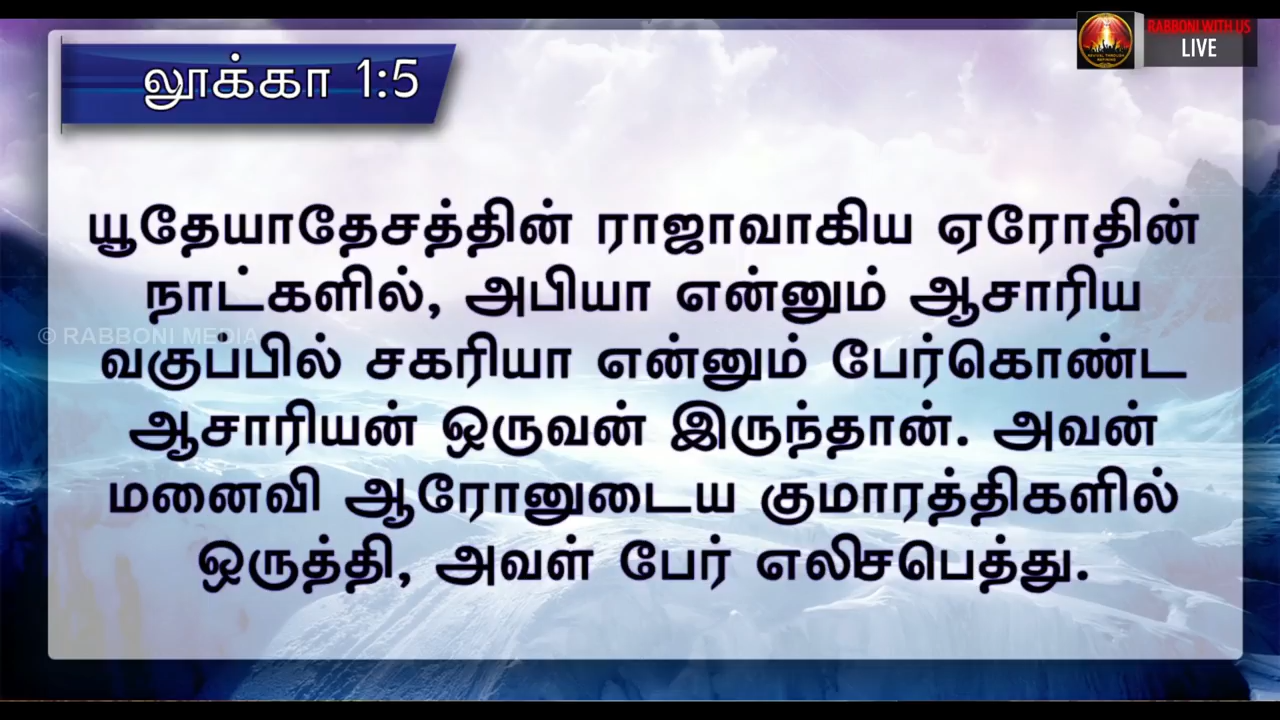 RABBONI WITH US
LIVE
லூக்கா 1:5
யூதேயாதேசத்தின் ராஜாவாகிய ஏரோதின்
நாட்களில், அபியா என்னும் ஆசாரிய
© RABBONI MEDIA
வகுப்பில் சகரியா என்னும் பேர்கொண்ட
ஆசாரியன் ஒருவன் இருந்தான். அவன்
மனைவி ஆரோனுடைய குமாரத்திகளில்
ஒருத்தி, அவள் பேர் எலிசபெத்து.